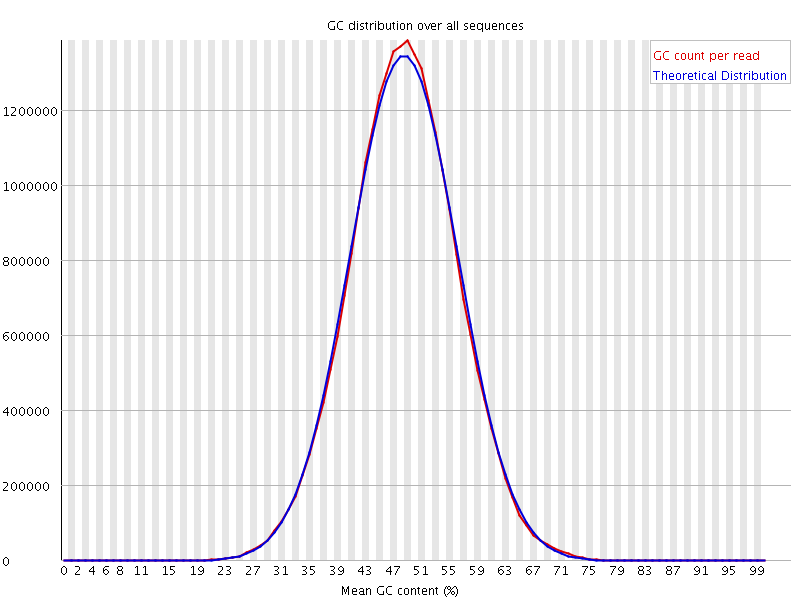 GC distribution over all sequences
GC count per read
Theoretical Distribution
1200000
1000000
800000
600000
400000
200000
0
0 2 4 6 8 11 15 19 23 27 31 35 39 43 47 51 55 59 63 67 71 75 79 83 87 91 95 99
Mean GC content (%)